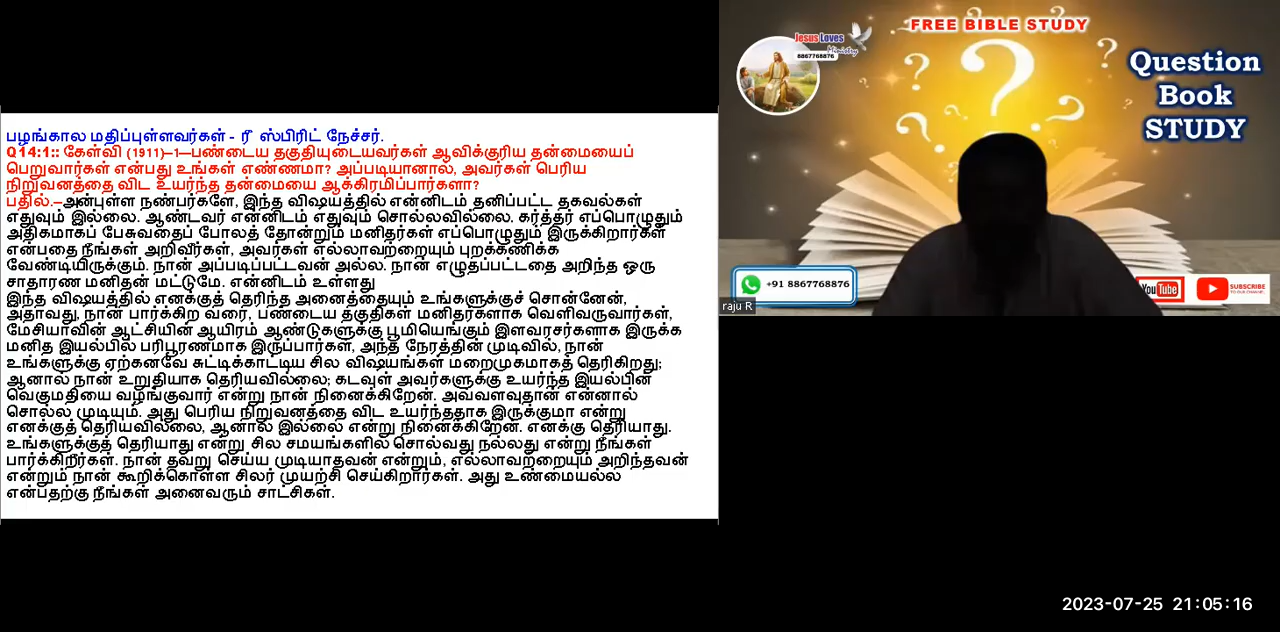 பழங்கால மதிப்புள்ளவர்கள் - ரீ ஸ்பிரிட் நேச்சர்.
Q14:1:: கேள்வி (1911)–1—பண்டைய தகுதியுடையவர்கள் ஆவிக்குரிய தன்மையைப்
பெறுவார்கள் என்பது உங்கள் எண்ணமா? அப்படியானால், அவர்கள் பெரிய
நிறுவனத்தை விட உயர்ந்த தன்மையை ஆக்கிரமிப்பார்களா?
பதில்.—அன்புள்ள நண்பர்களே, இந்த விஷயத்தில் என்னிடம் தனிப்பட்ட தகவல்கள்
எதுவும் இல்லை. ஆண்டவர் என்னிடம் எதுவும் சொல்லவில்லை. கர்த்தர் எப்பொழுதும்
அதிகமாகப் பேசுவதைப் போலத் தோன்றும் மனிதர்கள் எப்பொழுதும் இருக்கிறார்கள்
என்பதை நீங்கள் அறிவீர்கள், அவர்கள் எல்லாவற்றையும் புறக்கணிக்க
வேண்டியிருக்கும். நான் அப்படிப்பட்டவன் அல்ல. நான் எழுதப்பட்டதை அறிந்த ஒரு
சாதாரண மனிதன் மட்டுமே. என்னிடம் உள்ளது
இந்த விஷயத்தில் எனக்குத் தெரிந்த அனைத்தையும் உங்களுக்குச் சொன்னேன்,
அதாவது, நான் பார்க்கிற வரை, பண்டைய தகுதிகள் மனிதர்களாக வெளிவருவார்கள்,
மேசியாவின் ஆட்சியின் ஆயிரம் ஆண்டுகளுக்கு பூமியெங்கும் இளவரசர்களாக இருக்க
மனித இயல்பில் பரிபூரணமாக இருப்பார்கள், அந்த நேரத்தின் முடிவில், நான்
உங்களுக்கு ஏற்கனவே சுட்டிக்காட்டிய சில விஷயங்கள் மறைமுகமாகத் தெரிகிறது;
ஆனால் நான் உறுதியாக தெரியவில்லை; கடவுள் அவர்களுக்கு உயர்ந்த இயல்பின்
வெகுமதியை வழங்குவார் என்று நான் நினைக்கிறேன். அவ்வளவுதான் என்னால்
சொல்ல முடியும். அது பெரிய நிறுவனத்தை விட உயர்ந்ததாக இருக்குமா என்று
எனக்குத் தெரியவில்லை, ஆனால் இல்லை என்று நினைக்கிறேன். எனக்கு தெரியாது.
உங்களுக்குத் தெரியாது என்று சில சமயங்களில் சொல்வது நல்லது என்று நீங்கள்
பார்க்கிறீர்கள். நான் தவறு செய்ய முடியாதவன் என்றும், எல்லாவற்றையும் அறிந்தவன்
என்றும் நான் கூறிக்கொள்ள சிலர் முயற்சி செய்கிறார்கள். அது உண்மையல்ல
என்பதற்கு நீங்கள் அனைவரும் சாட்சிகள்.
FREE BIBLE STUDY
Jesus Loves
Ministry
8867768876
Question
Book
STUDY
+91 8867768876
YouTube
SUBSCRIBE
TO OUR CHANNEL
raju R
2023-07-25 21:05:16